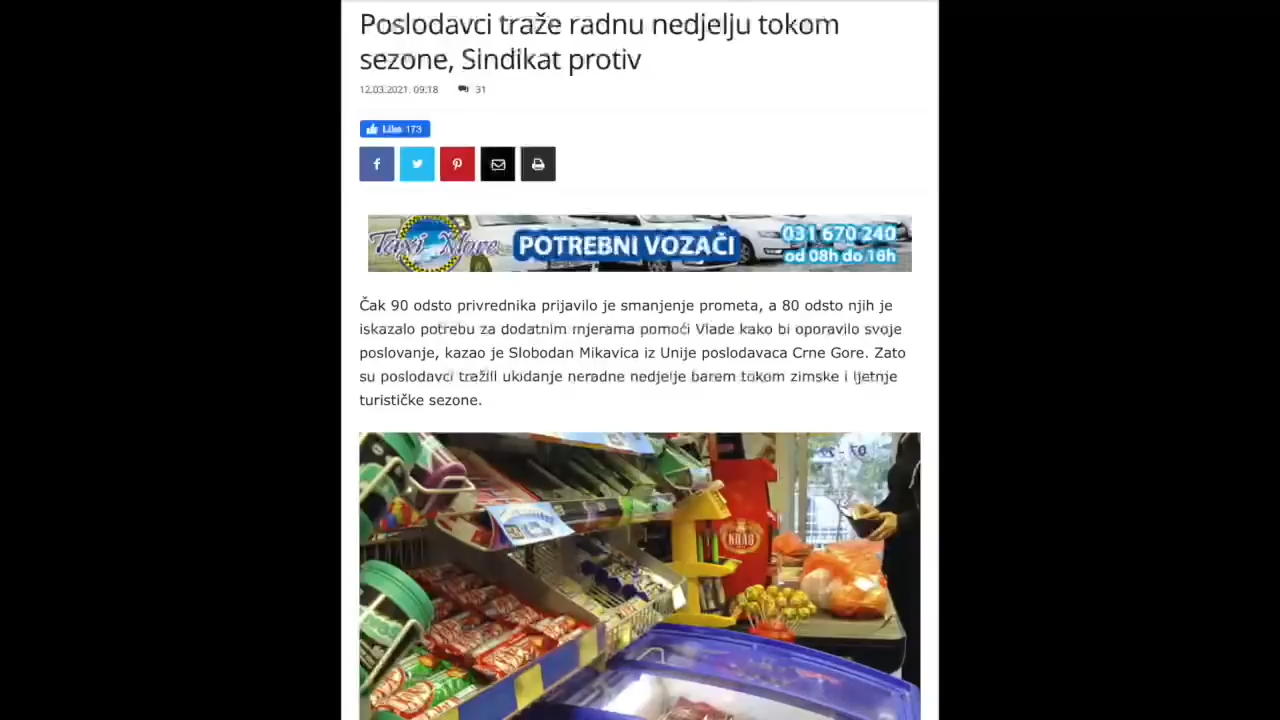 Poslodavci traže radnu nedjelju tokom
sezone, Sindikat protiv
12.03.2021. 09:18 31
Like 173
Taxi More POTREBNI VOZAČI 031 670 240
od 08h do 16h
Čak 90 odsto privrednika prijavilo je smanjenje prometa, a 80 odsto njih je
iskazalo potrebu za dodatnim mjerama pomoći Vlade kako bi oporavilo svoje
poslovanje, kazao je Slobodan Mikavica iz Unije poslodavaca Crne Gore. Zato
su poslodavci tražili ukidanje neradne nedjelje barem tokom zimske i ljetnje
turističke sezone.